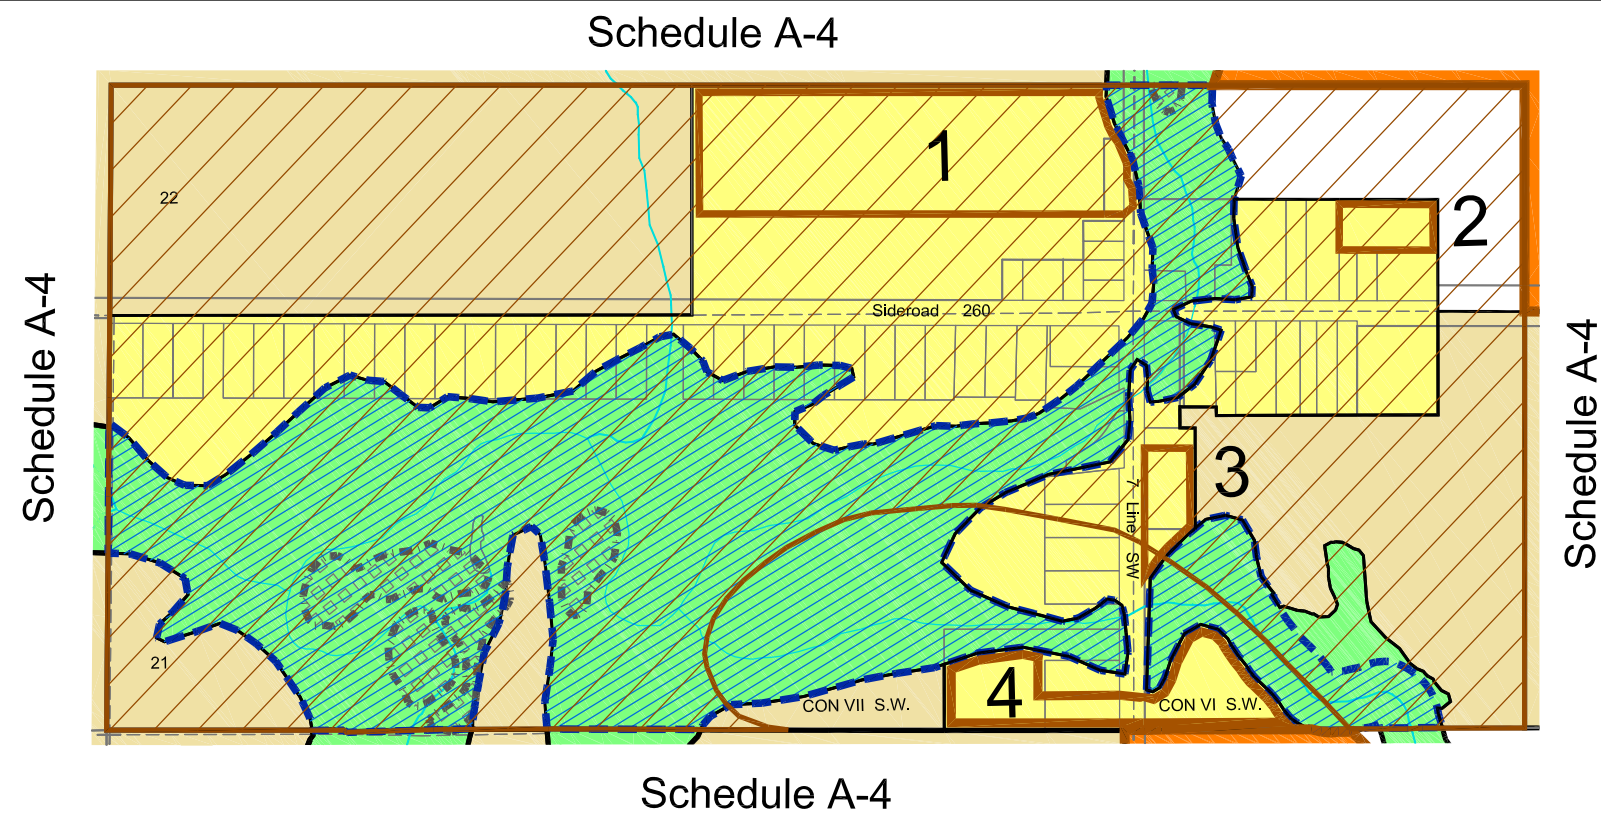 Schedule A-4
1
22
2
Sideroad 260
Schedule A-4
Schedule A-4
3
7 Line SW
21
4
CON VII S.W.
CON VI S.W.
Schedule A-4